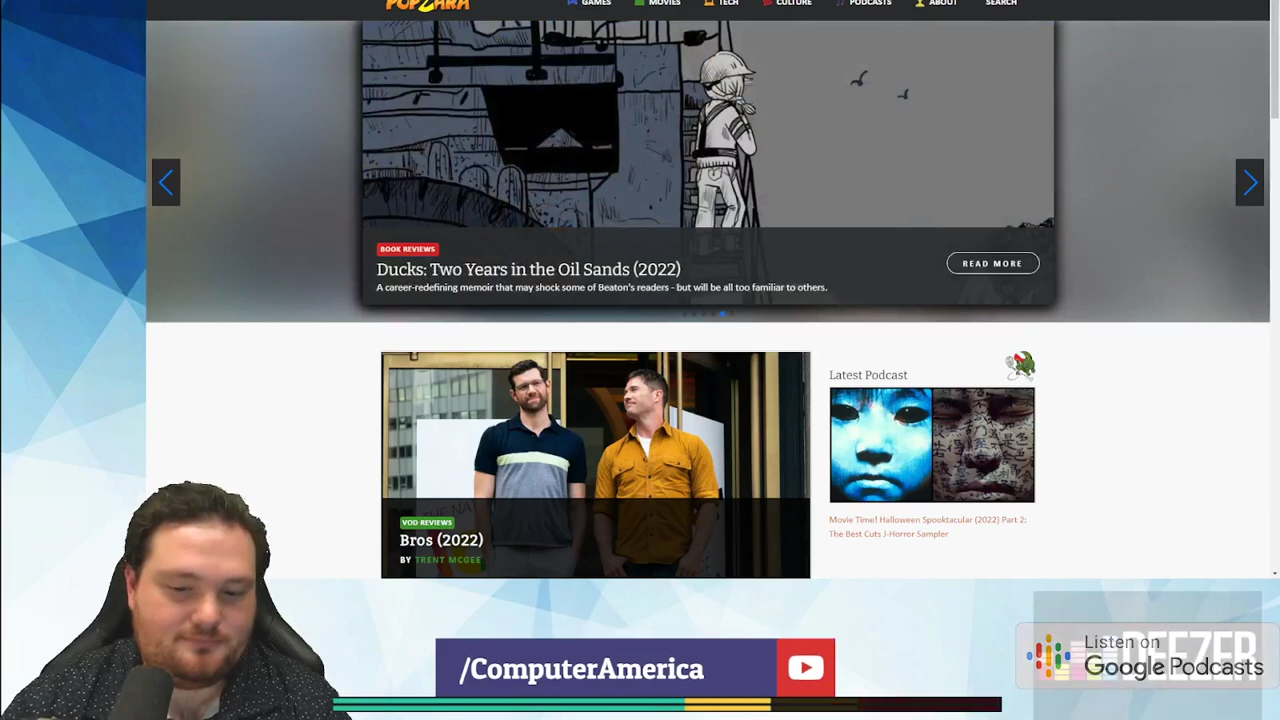 POPZARA
GAMES
MOVIES
TECH
CULTURE
PODCASTS
ABOUT
SEARCH
BOOK REVIEWS
Ducks: Two Years in the Oil Sands (2022)
A career-redefining memoir that may shock some of Beaton's readers - but will be all too familiar to others.
READ MORE
VOD REVIEWS
Bros (2022)
BY TRENT MCGEE
Latest Podcast
Movie Time! Halloween Spooktacular (2022) Part 2:
The Best Cuts J-Horror Sampler
/ComputerAmerica
DEEZER
Listen on
Google Podcasts